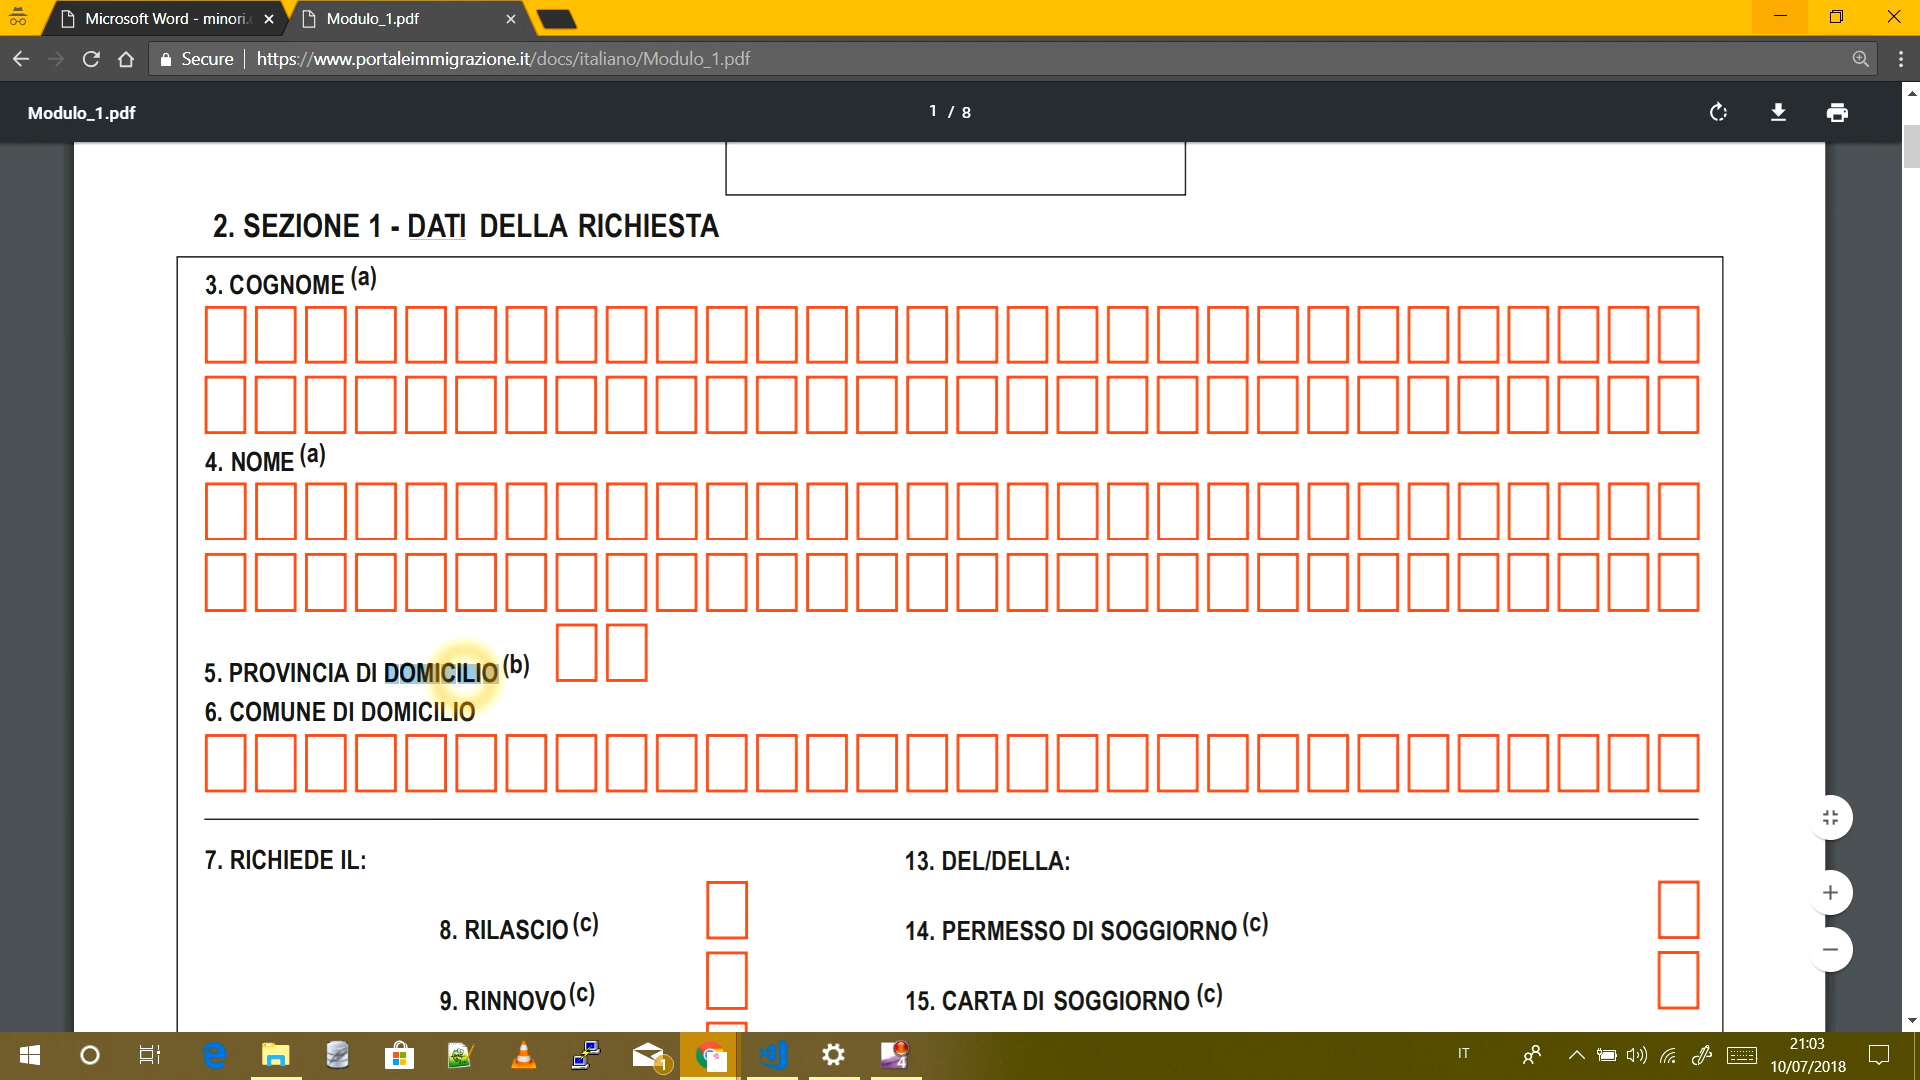 Microsoft Word - minori.
Modulo_1.pdf
Secure
https://www.portaleimmigrazione.it/docs/italiano/Modulo_1.pdf
Modulo_1.pdf
1 / 8
2. SEZIONE 1 - DATI DELLA RICHIESTA
3. COGNOME (a)
4. NOME (a)
5. PROVINCIA DI DOMICILIO (b)
6. COMUNE DI DOMICILIO
7. RICHIEDE IL:
13. DEL/DELLA:
8. RILASCIO (c)
14. PERMESSO DI SOGGIORNO (c)
9. RINNOVO (c)
15. CARTA DI SOGGIORNO (c)
1
4
IT
21:03
10/07/2018